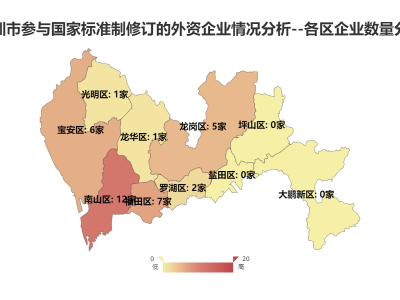 圳市参与国家标准制修订的外资企业情况分析--各区企业数量分
光明区: 1家
宝安区: 6家
龙华区: 1家
龙岗区: 5家
坪山区: 0家
盐田区: 0家
罗湖区: 2家
南山区: 12家
福田区: 7家
大鹏新区: 0家
0 20
低 高